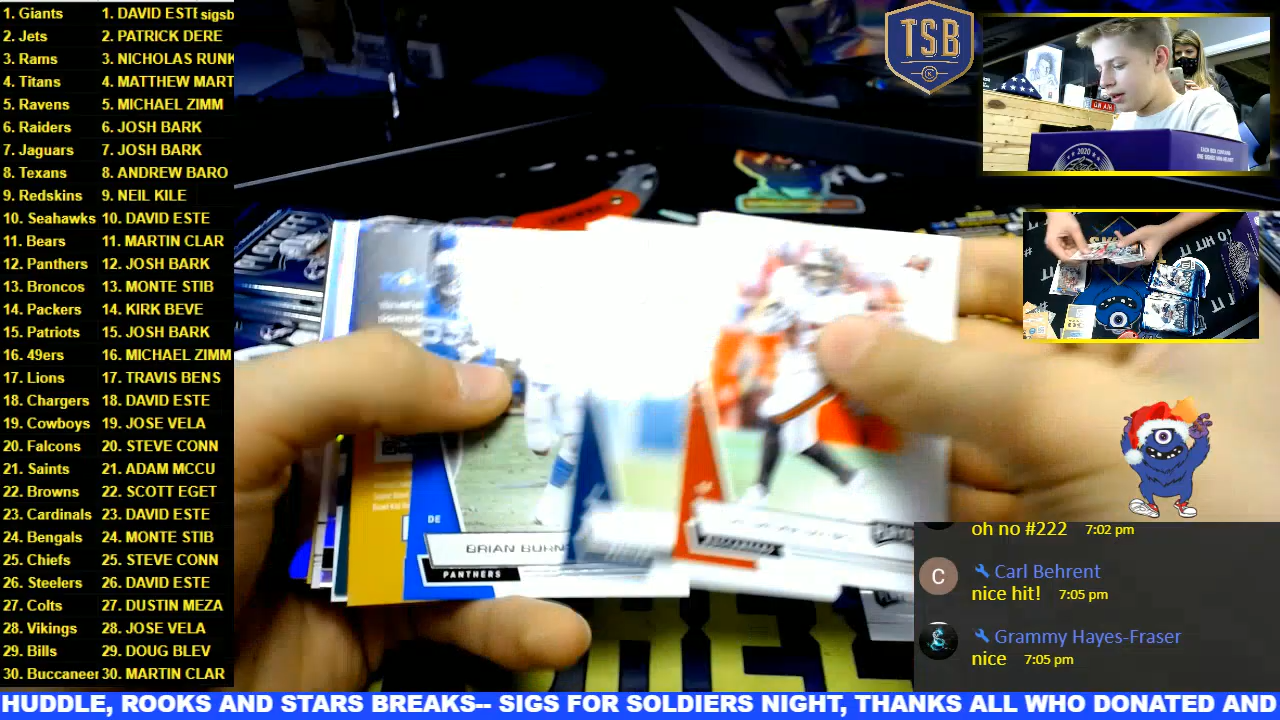 1. Giants 1. DAVID ESTE sigsb
2. Jets 2. PATRICK DERE
3. Rams 3. NICHOLAS RUNK
4. Titans 4. MATTHEW MART
5. Ravens 5. MICHAEL ZIMM
6. Raiders 6. JOSH BARK
7. Jaguars 7. JOSH BARK
8. Texans 8. ANDREW BARO
9. Redskins 9. NEIL KILE
10. Seahawks 10. DAVID ESTE
11. Bears 11. MARTIN CLAR
12. Panthers 12. JOSH BARK
13. Broncos 13. MONTE STIB
14. Packers 14. KIRK BEVE
15. Patriots 15. JOSH BARK
16. 49ers 16. MICHAEL ZIMM
17. Lions 17. TRAVIS BENS
18. Chargers 18. DAVID ESTE
19. Cowboys 19. JOSE VELA
20. Falcons 20. STEVE CONN
21. Saints 21. ADAM MCCU
22. Browns 22. SCOTT EGET
23. Cardinals 23. DAVID ESTE
24. Bengals 24. MONTE STIB
25. Chiefs 25. STEVE CONN
26. Steelers 26. DAVID ESTE
27. Colts 27. DUSTIN MEZA
28. Vikings 28. JOSE VELA
29. Bills 29. DOUG BLEV
30. Buccaneer 30. MARTIN CLAR
TSB
ON AIR
2020
DE
BRIAN BURN
PANTHERS
oh no #222 7:02 pm
C Carl Behrent
nice hit! 7:05 pm
Grammy Hayes-Fraser
nice 7:05 pm
HUDDLE, ROOKS AND STARS BREAKS-- SIGS FOR SOLDIERS NIGHT, THANKS ALL WHO DONATED AND